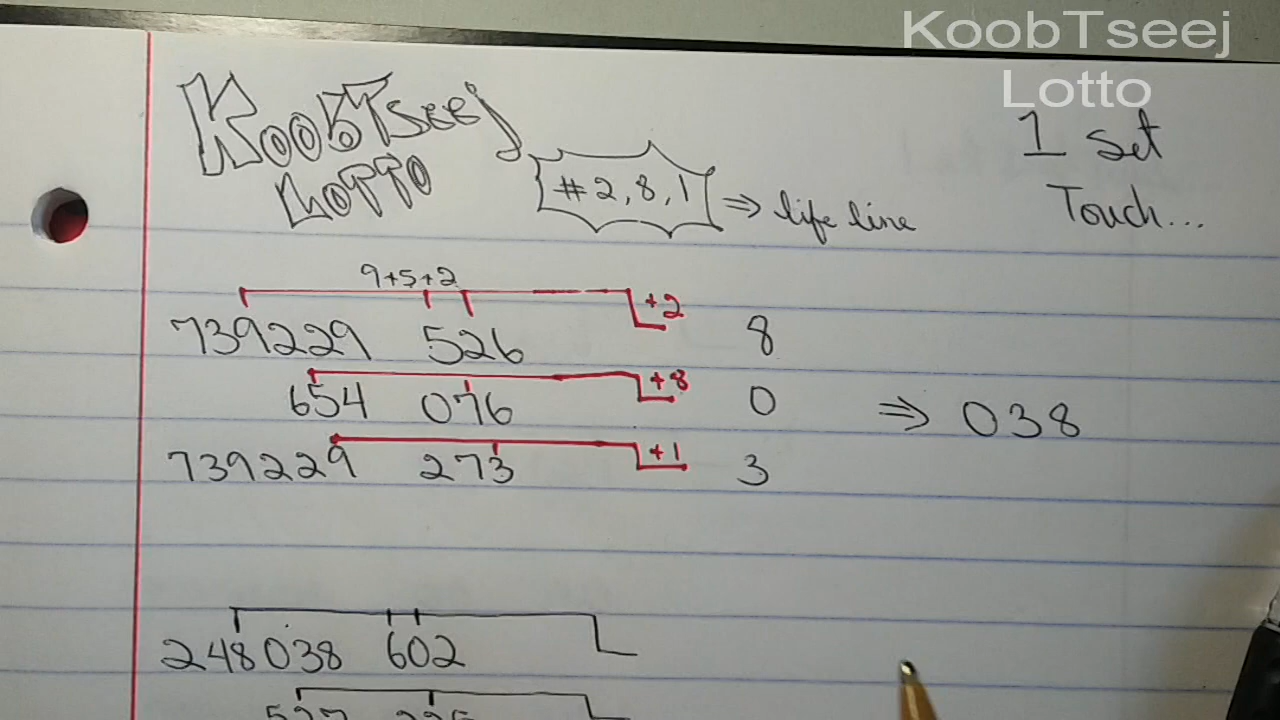 KoobTseej
Lotto
KoobTseej
Lotto
#2,8,1 ⇒ life line
1 Set
Touch...
9+5+2
739229 526 +2 8
654 076 +8 0 ⇒ 038
739229 273 +1 3
248038 602